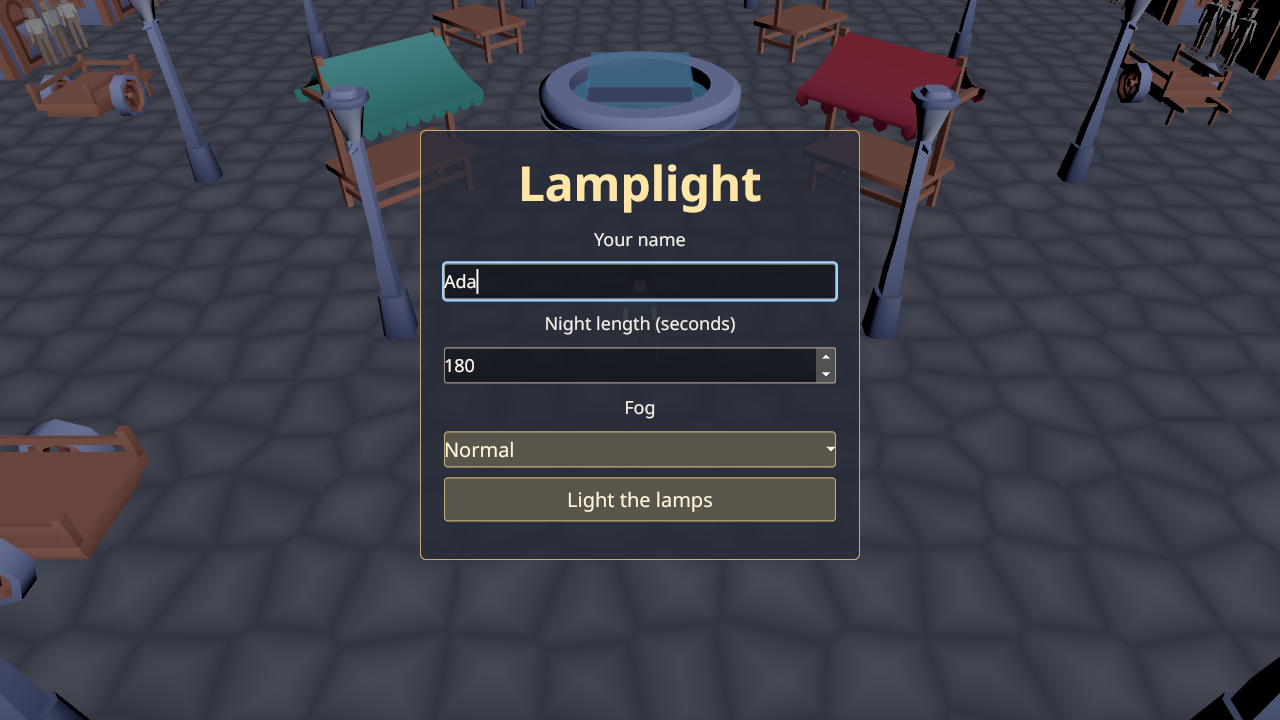 Lamplight
Your name
Ada
Night length (seconds)
180
Fog
Normal
Light the lamps